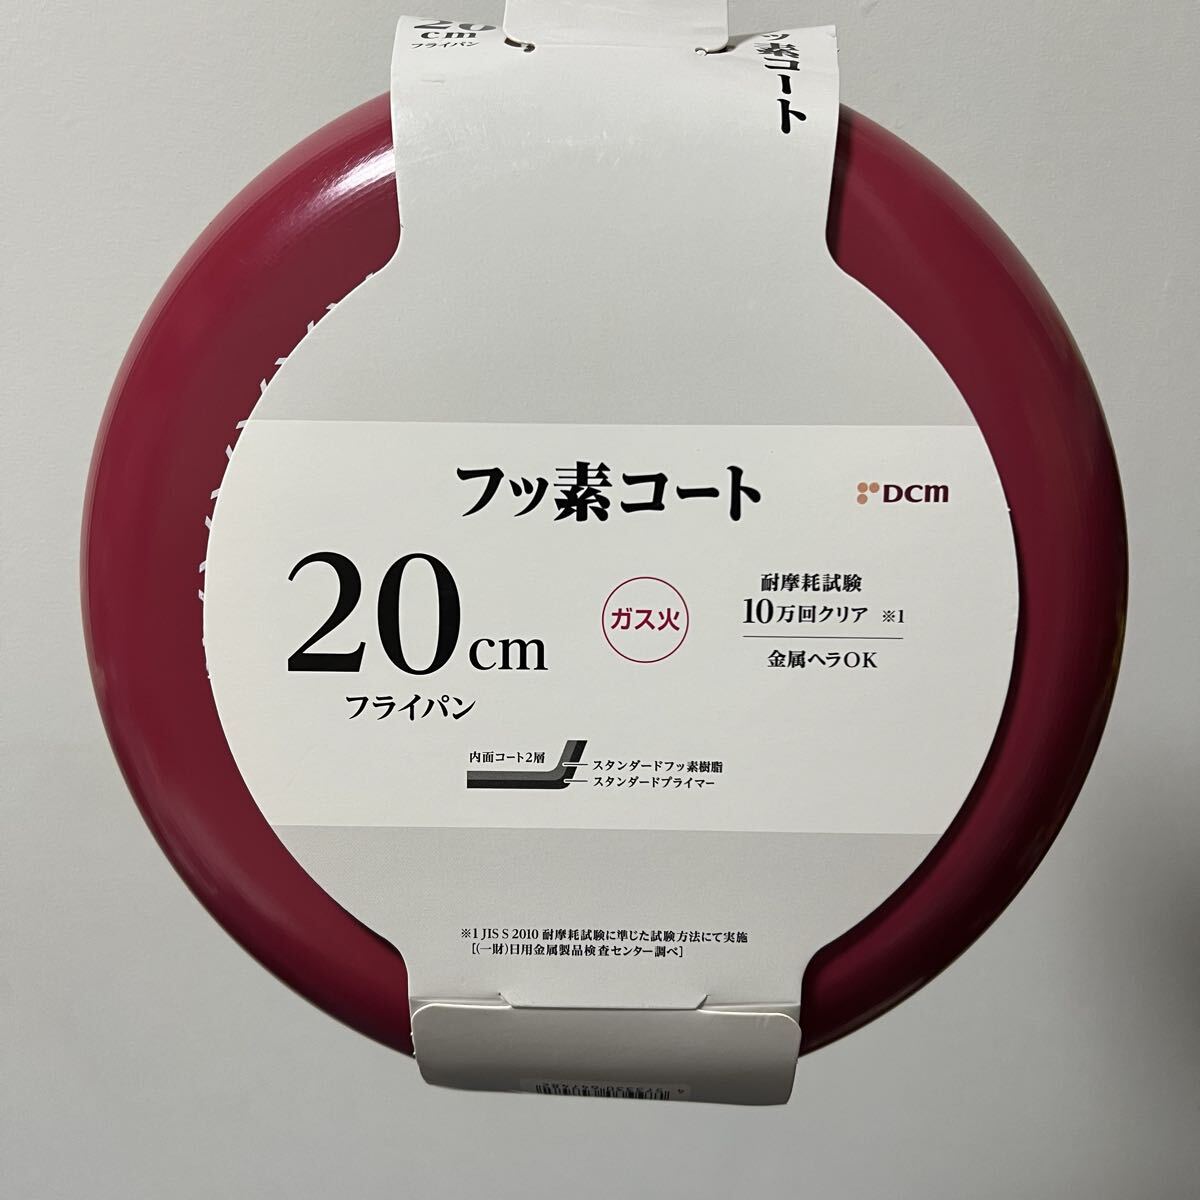 20
cm
フライパン
ッ素コート
フッ素コート
DCM
20cm
フライパン
ガス火
耐摩耗試験
10万回クリア ※1
金属ヘラOK
内面コート2層
スタンダードフッ素樹脂
スタンダードプライマー
※1 JIS S 2010 耐摩耗試験に準じた試験方法にて実施
[(一財)日用金属製品検査センター調べ]